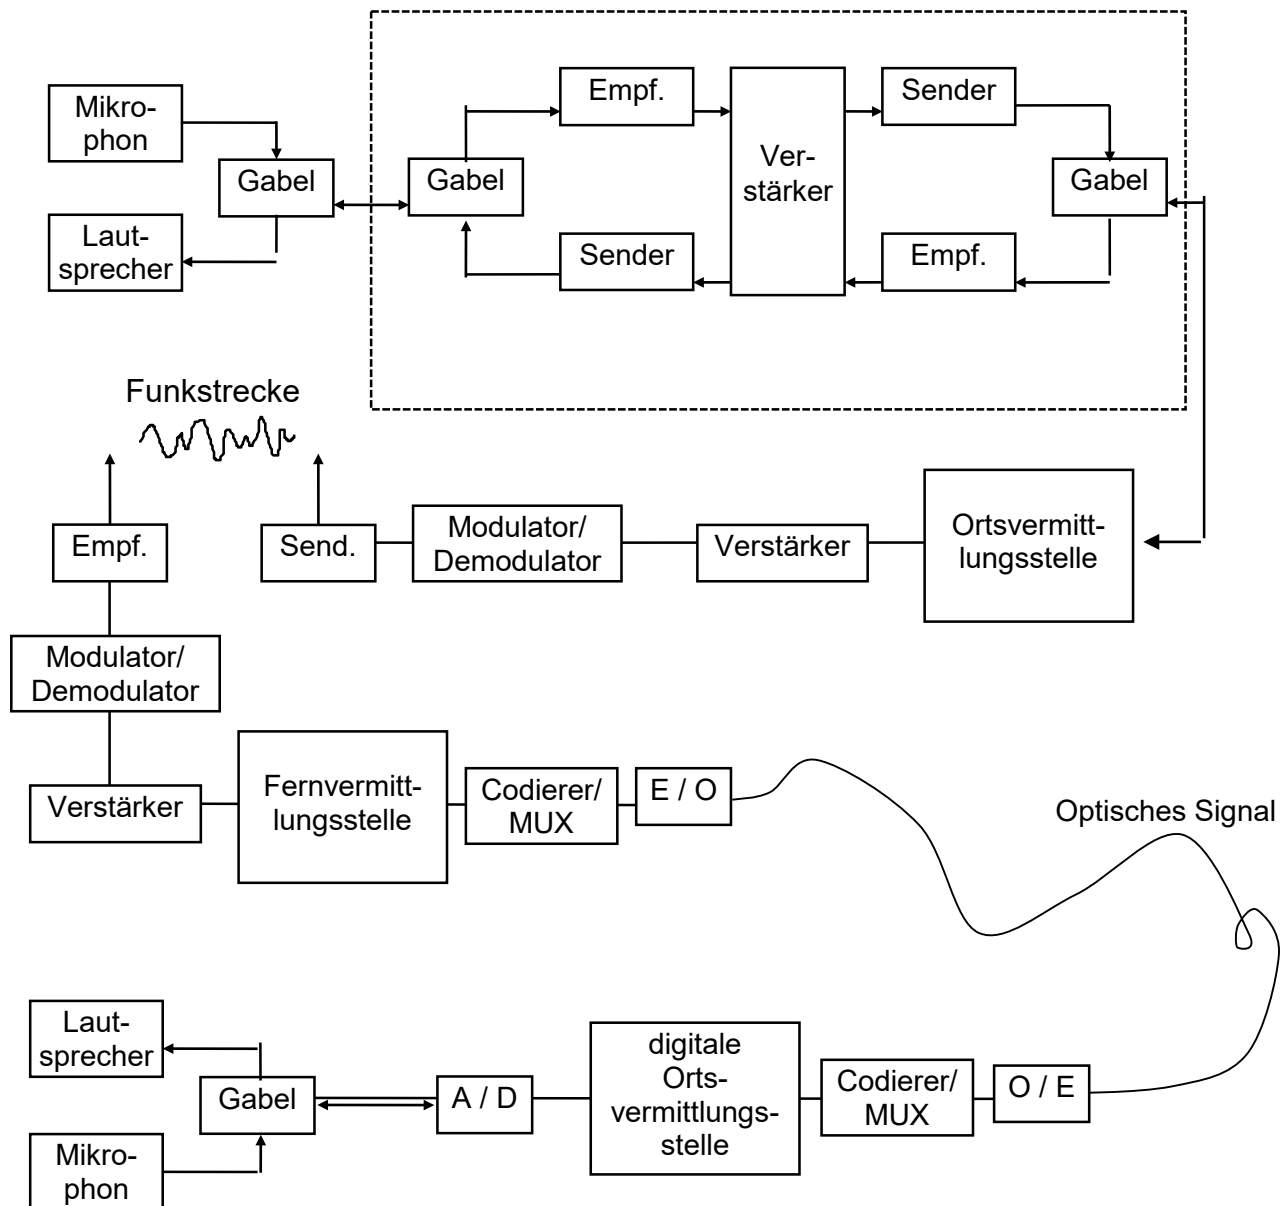 Mikro-
phon
Gabel
Laut-
sprecher
Gabel
Empf.
Sender
Ver-
stärker
Sender
Empf.
Gabel
Funkstrecke
Empf.
Send.
Modulator/
Demodulator
Verstärker
Ortsvermitt-
lungsstelle
Modulator/
Demodulator
Verstärker
Fernvermitt-
lungsstelle
Codierer/
MUX
E / O
Optisches Signal
Laut-
sprecher
Gabel
Mikro-
phon
A / D
digitale
Orts-
vermittlungs-
stelle
Codierer/
MUX
O / E